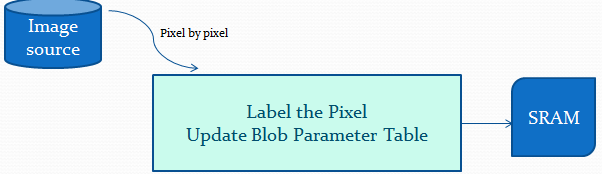 Image
source
Pixel by pixel
Label the Pixel
Update Blob Parameter Table
SRAM